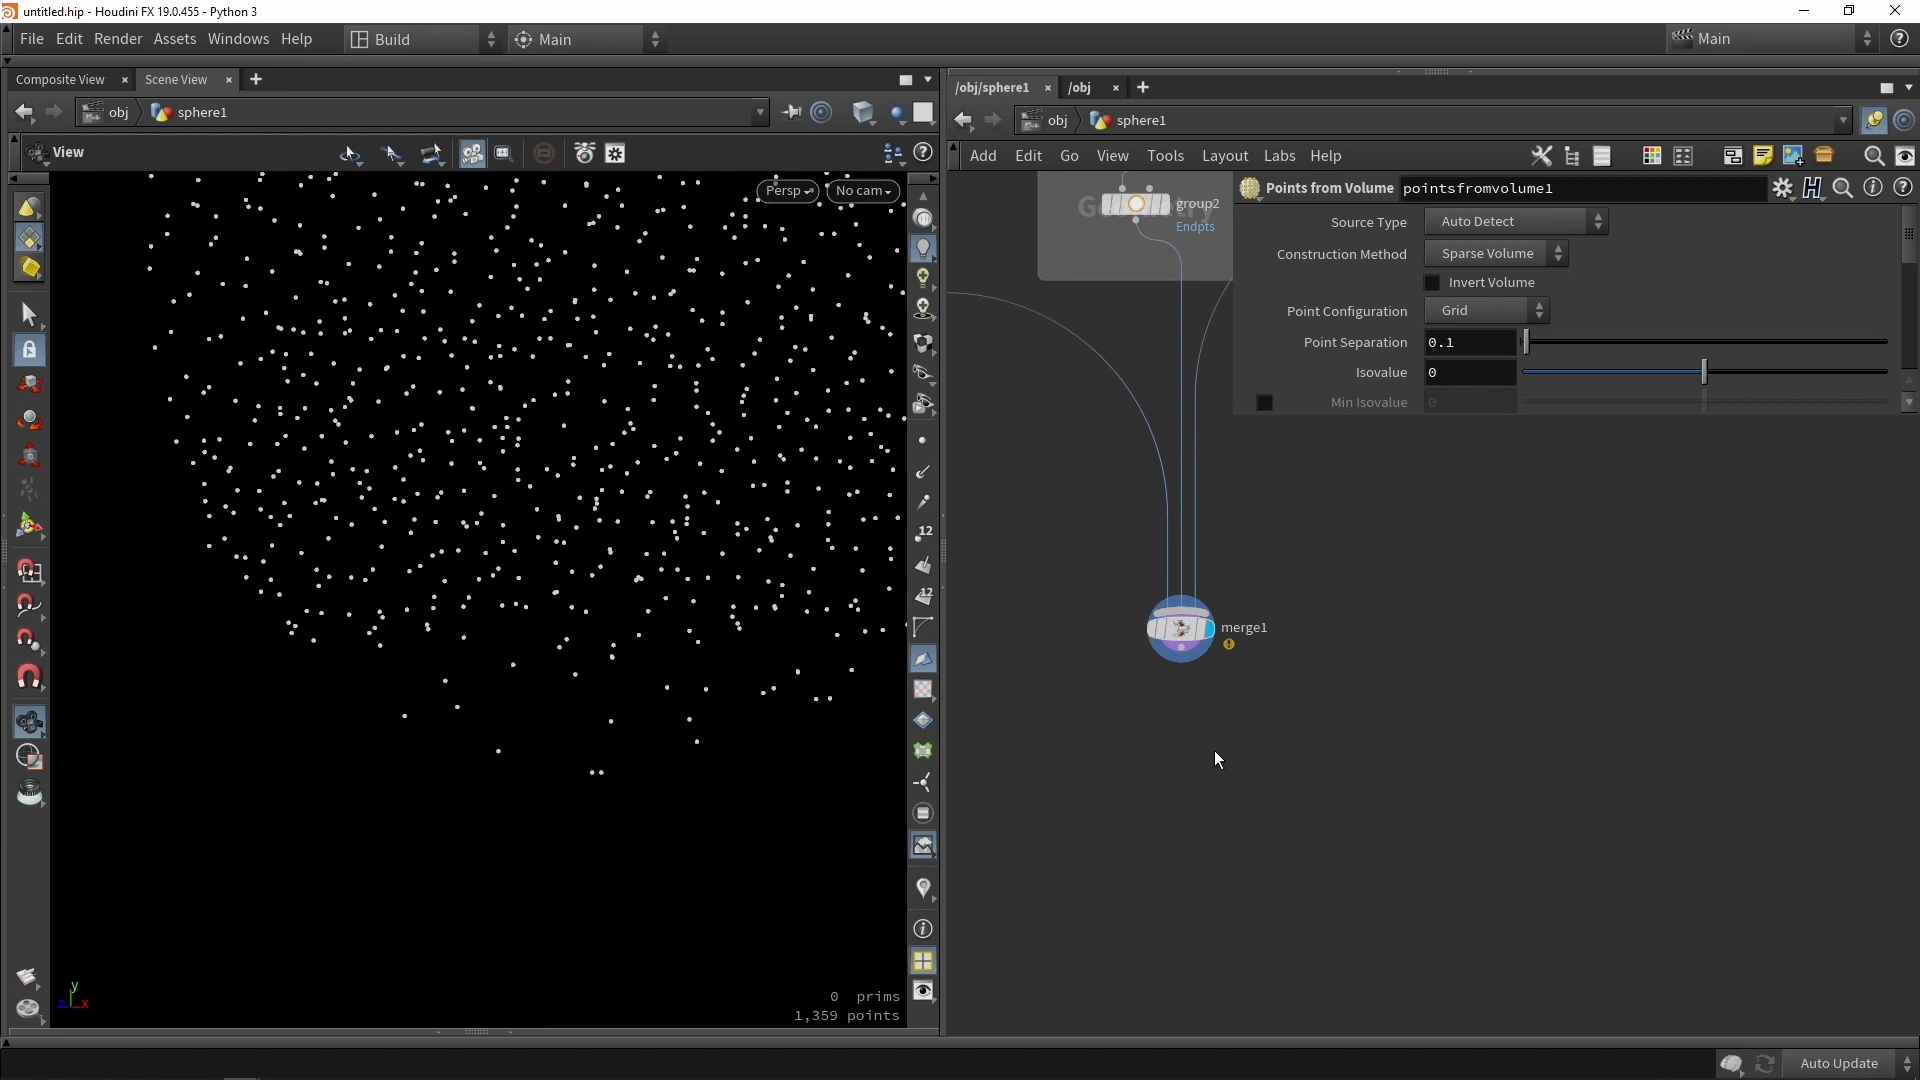 untitled.hip - Houdini FX 19.0.455 - Python 3
File Edit Render Assets Windows Help
Build
Main
Main
Composite View
Scene View
obj
sphere1
View
Persp
No cam
12
12
y
z
x
0 prims
1,359 points
/obj/sphere1
/obj
obj
sphere1
Add Edit Go View Tools Layout Labs Help
group2
Endpts
merge1
Points from Volume
pointsfromvolume1
Source Type
Auto Detect
Construction Method
Sparse Volume
Invert Volume
Point Configuration
Grid
Point Separation
0.1
Isovalue
0
Min Isovalue
0
Auto Update